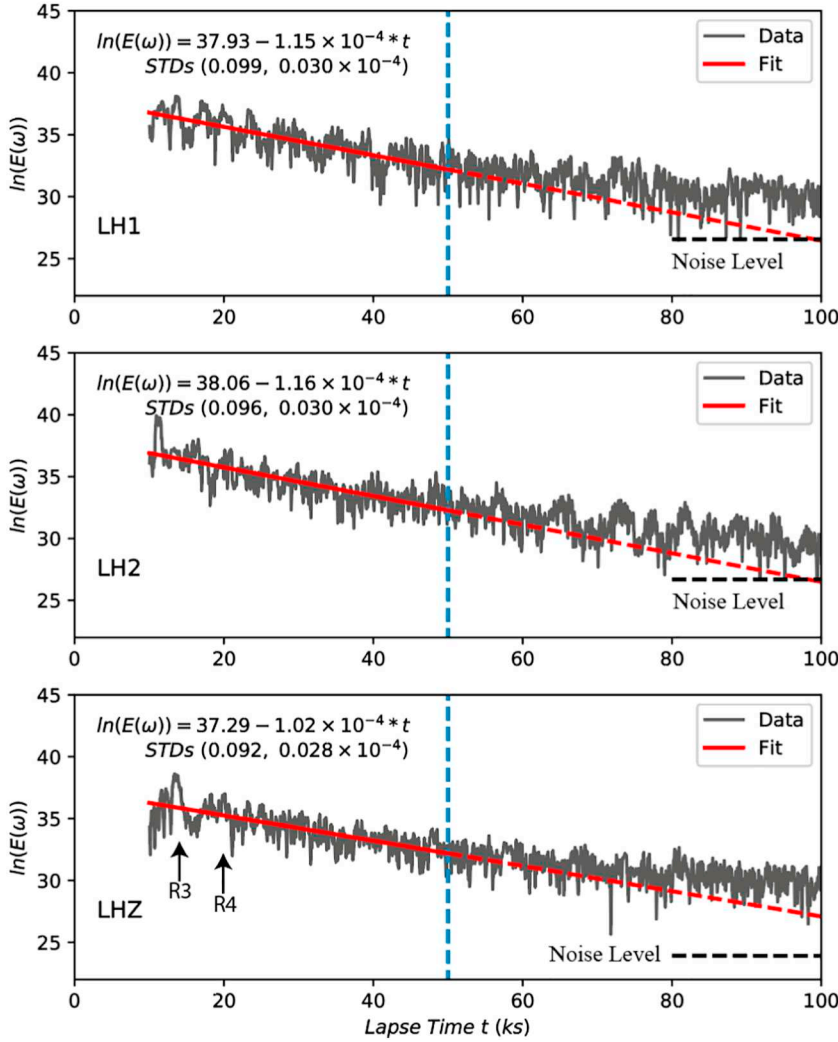 45
ln(E(ω)) = 37.93 − 1.15 × 10⁻⁴ * t
STDs (0.099, 0.030 × 10⁻⁴)
Data
Fit
40
35
30
25
ln(E(ω))
LH1
Noise Level
0 20 40 60 80 100
45
ln(E(ω)) = 38.06 − 1.16 × 10⁻⁴ * t
STDs (0.096, 0.030 × 10⁻⁴)
Data
Fit
40
35
30
25
ln(E(ω))
LH2
Noise Level
0 20 40 60 80 100
45
ln(E(ω)) = 37.29 − 1.02 × 10⁻⁴ * t
STDs (0.092, 0.028 × 10⁻⁴)
Data
Fit
40
35
30
25
ln(E(ω))
R3 R4
LHZ
Noise Level
0 20 40 60 80 100
Lapse Time t (ks)